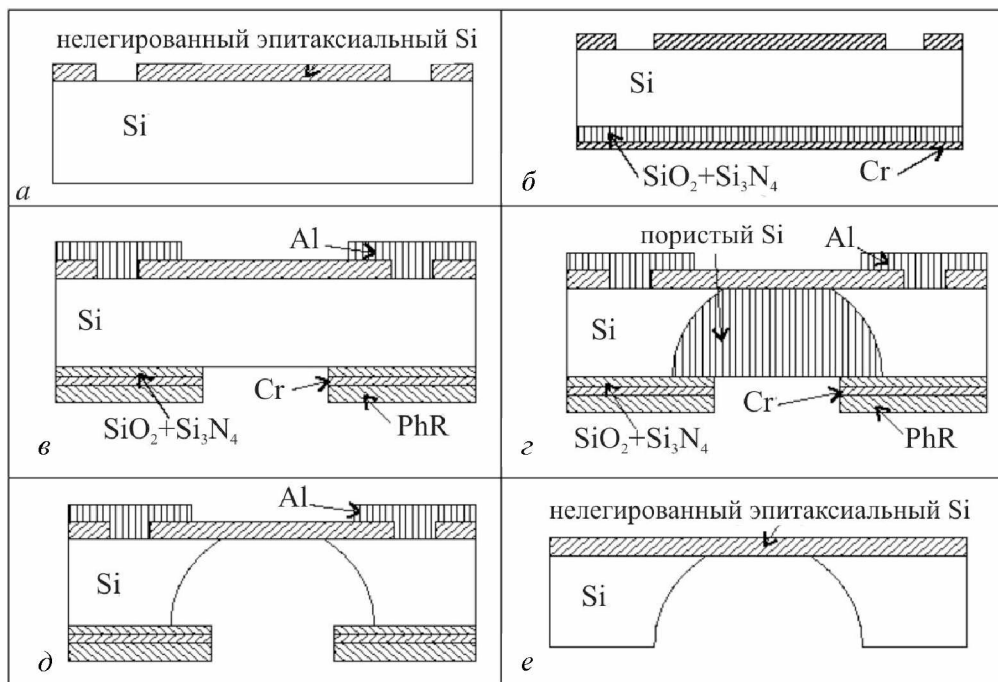 нелегированный эпитаксиальный Si
Si
а
Si
SiO₂+Si₃N₄
Cr
б
Al
Si
Cr
SiO₂+Si₃N₄
PhR
в
пористый Si
Al
Si
Cr
SiO₂+Si₃N₄
PhR
г
Al
Si
д
нелегированный эпитаксиальный Si
Si
е